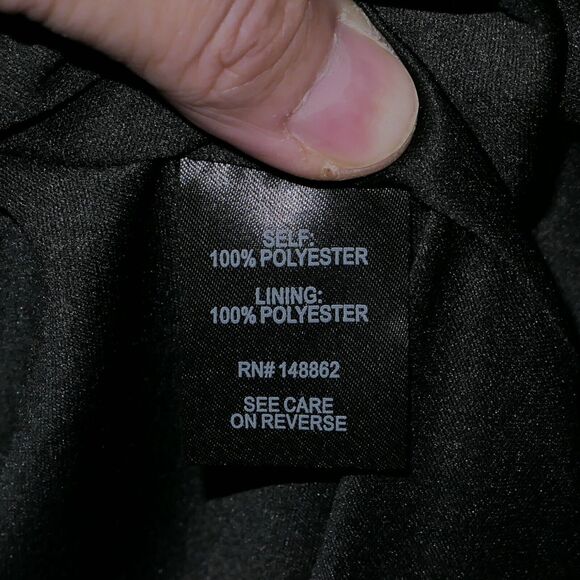 SELF:
100% POLYESTER
LINING:
100% POLYESTER
RN# 148862
SEE CARE
ON REVERSE